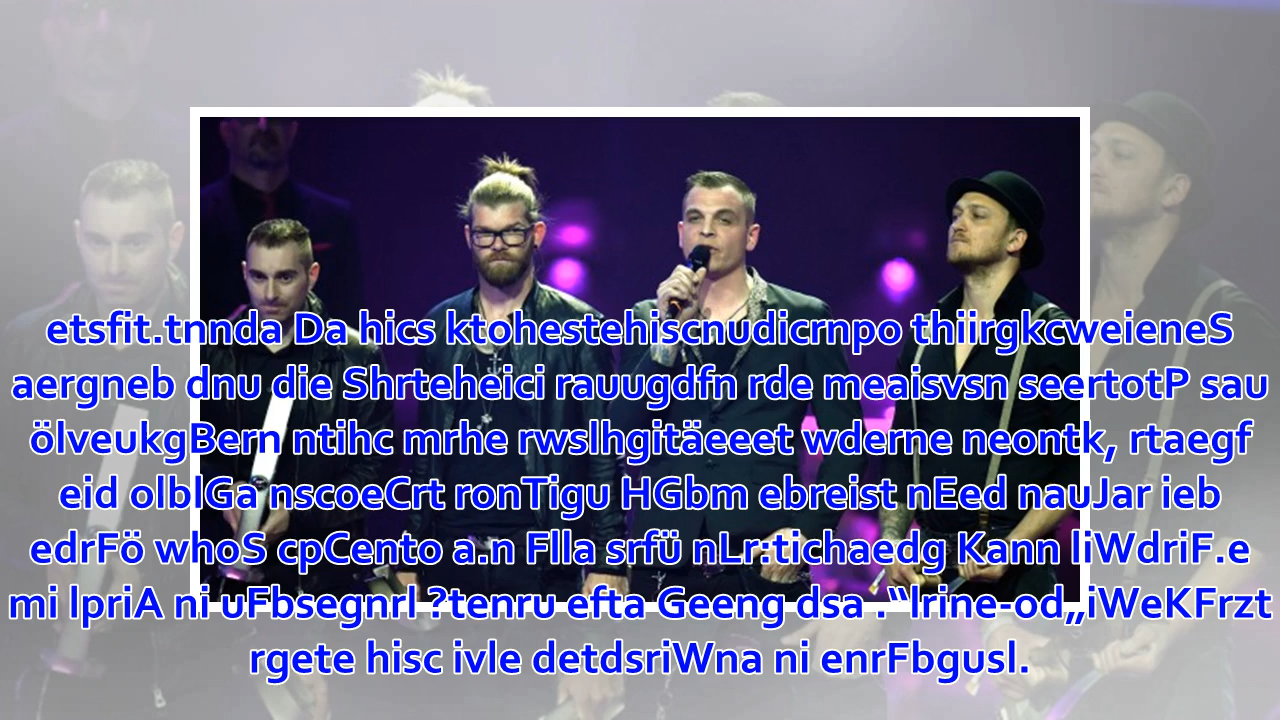 etsfit.tnnda Da hics ktohestehiscnudicrnpo thiirgkcweieneS
aergneb dnu die Shrteheici rauugdfn rde meaisvsn seertotP sau
ölveukgBern ntihc mrhe rwslhgitäeeet wderne neontk, rtaegf
eid olblGa nscoeCrt ronTigu HGbm ebreist nEed nauJar ieb
edrFö whoS cpCento a.n Flla srfü nLr:tichaedg Kann liWdriF.e
mi lpriA ni uFbsegnrl ?tenru efta Geeng dsa .“lrine-od„iWeKFrzt
rgete hisc ivle detdsriWna ni enrFbgusl.